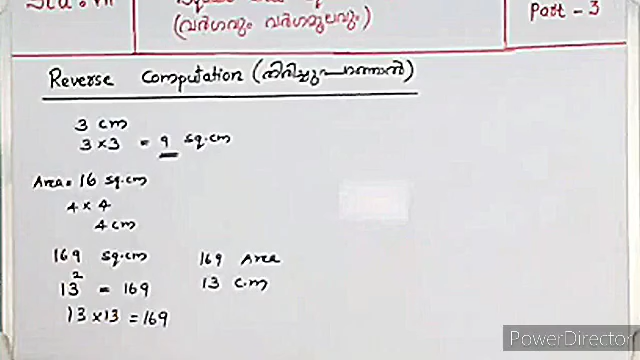 Std: VII
Part - 3
(വർഗവും വർഗമൂലവും)
Reverse Computation (തിരിച്ചുപറഞ്ഞാൽ)
3 cm
3 × 3 = 9 sq.cm
Area = 16 sq.cm
4 × 4
4 cm
169 sq.cm 169 Area
13² = 169 13 c.m
13 × 13 = 169
PowerDirector